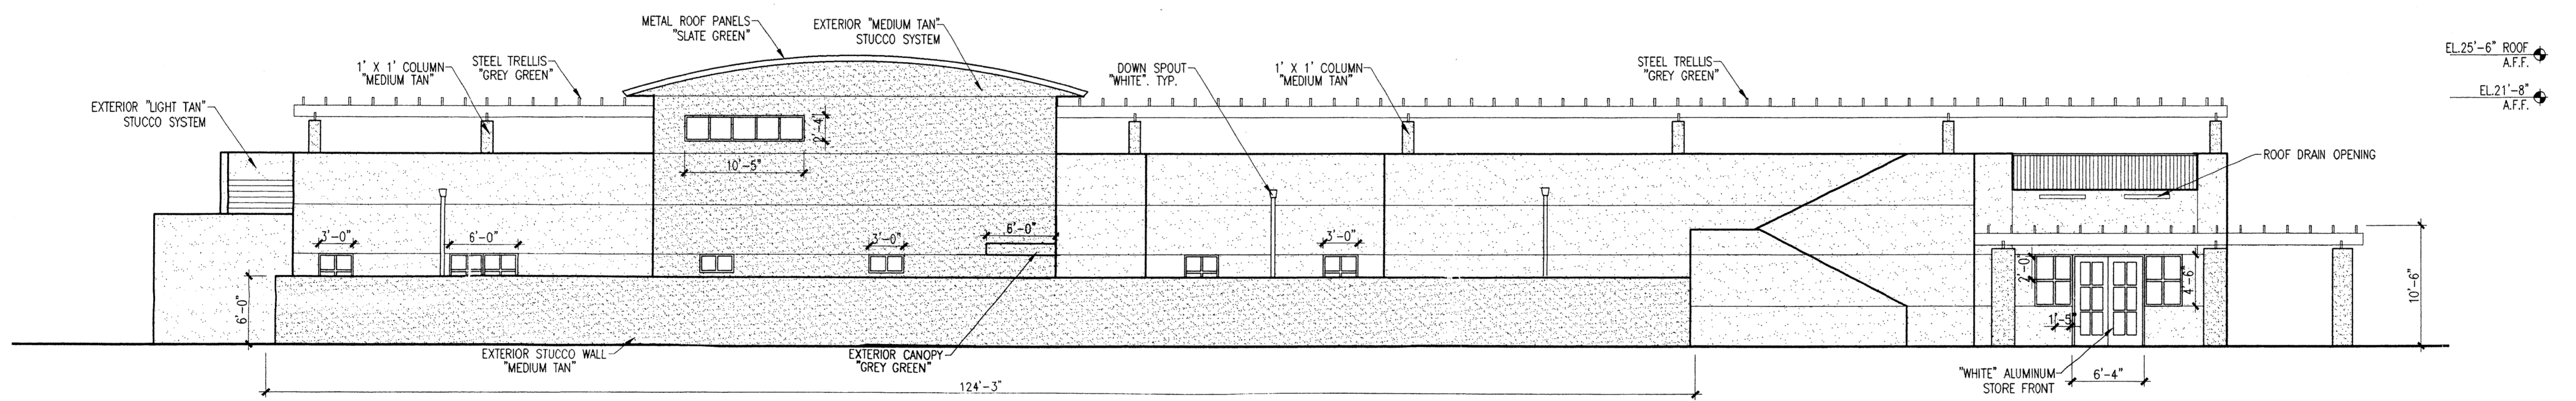 METAL ROOF PANELS
"SLATE GREEN"
EXTERIOR "MEDIUM TAN"
STUCCO SYSTEM
1' X 1' COLUMN
"MEDIUM TAN"
STEEL TRELLIS
"GREY GREEN"
DOWN SPOUT
"WHITE". TYP.
1' X 1' COLUMN
"MEDIUM TAN"
STEEL TRELLIS
"GREY GREEN"
EL.25'-6" ROOF
A.F.F.
EL.21'-8"
A.F.F.
EXTERIOR "LIGHT TAN"
STUCCO SYSTEM
2'-4"
10'-5"
ROOF DRAIN OPENING
3'-0"
6'-0"
3'-0"
6'-0"
3'-0"
6'-0"
2'-0"
4'-6"
1'-5"
10'-6"
EXTERIOR STUCCO WALL
"MEDIUM TAN"
EXTERIOR CANOPY
"GREY GREEN"
124'-3"
"WHITE" ALUMINUM
STORE FRONT
6'-4"